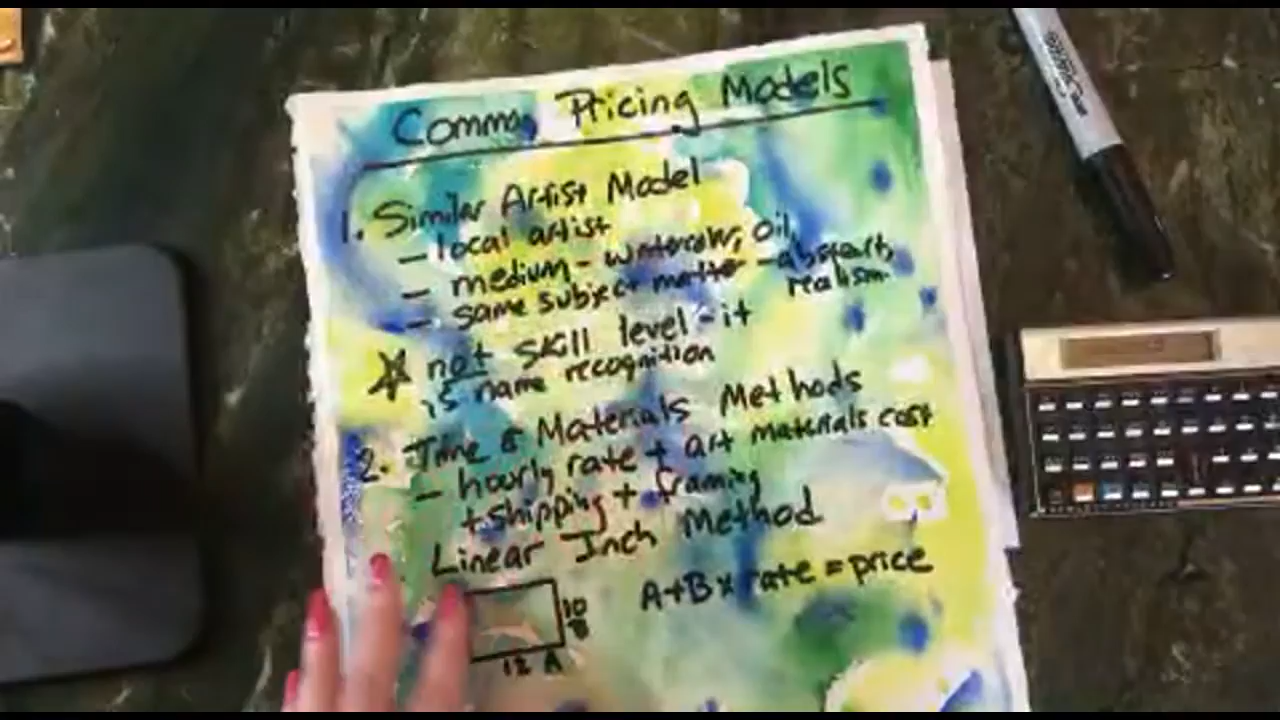 Common Pricing Models
1. Similar Artist Model
- local artist
- medium - watercolor, oil,
- same subject matter - abstract,
realism
☆ not skill level - it
is name recognition
2. Time & Materials Methods
- hourly rate + art materials cost
+ shipping + framing
Linear Inch Method
A+B x rate = price
10
B
12 A